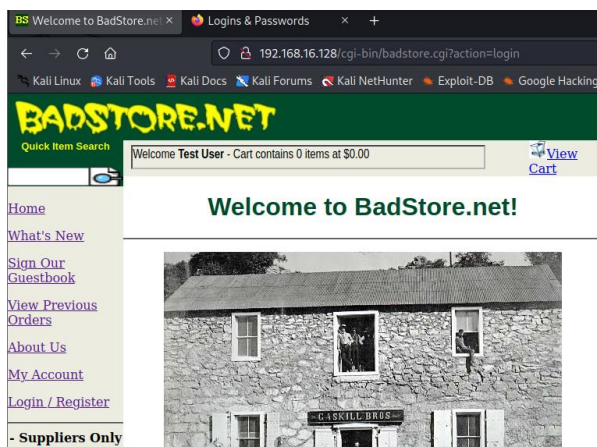 BS Welcome to BadStore.net × Logins & Passwords × +
192.168.16.128/cgi-bin/badstore.cgi?action=login
Kali Linux Kali Tools Kali Docs Kali Forums Kali NetHunter Exploit-DB Google Hacking
BADSTORE.NET
Quick Item Search
Welcome Test User - Cart contains 0 items at $0.00
View
Cart
Home
What's New
Sign Our
Guestbook
View Previous
Orders
About Us
My Account
Login / Register
- Suppliers Only
Welcome to BadStore.net!
GASKILL BROS